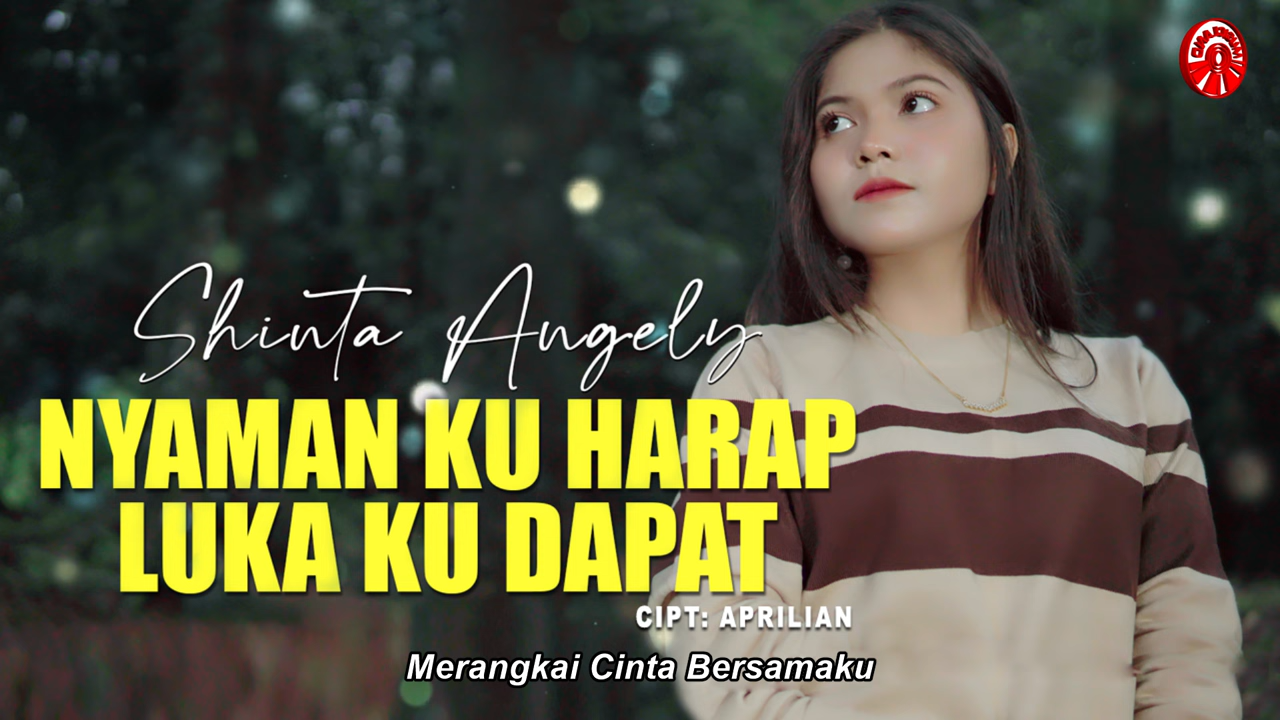 Shinta Angely
NYAMAN KU HARAP
LUKA KU DAPAT
CIPT: APRILIAN
Merangkai Cinta Bersamaku